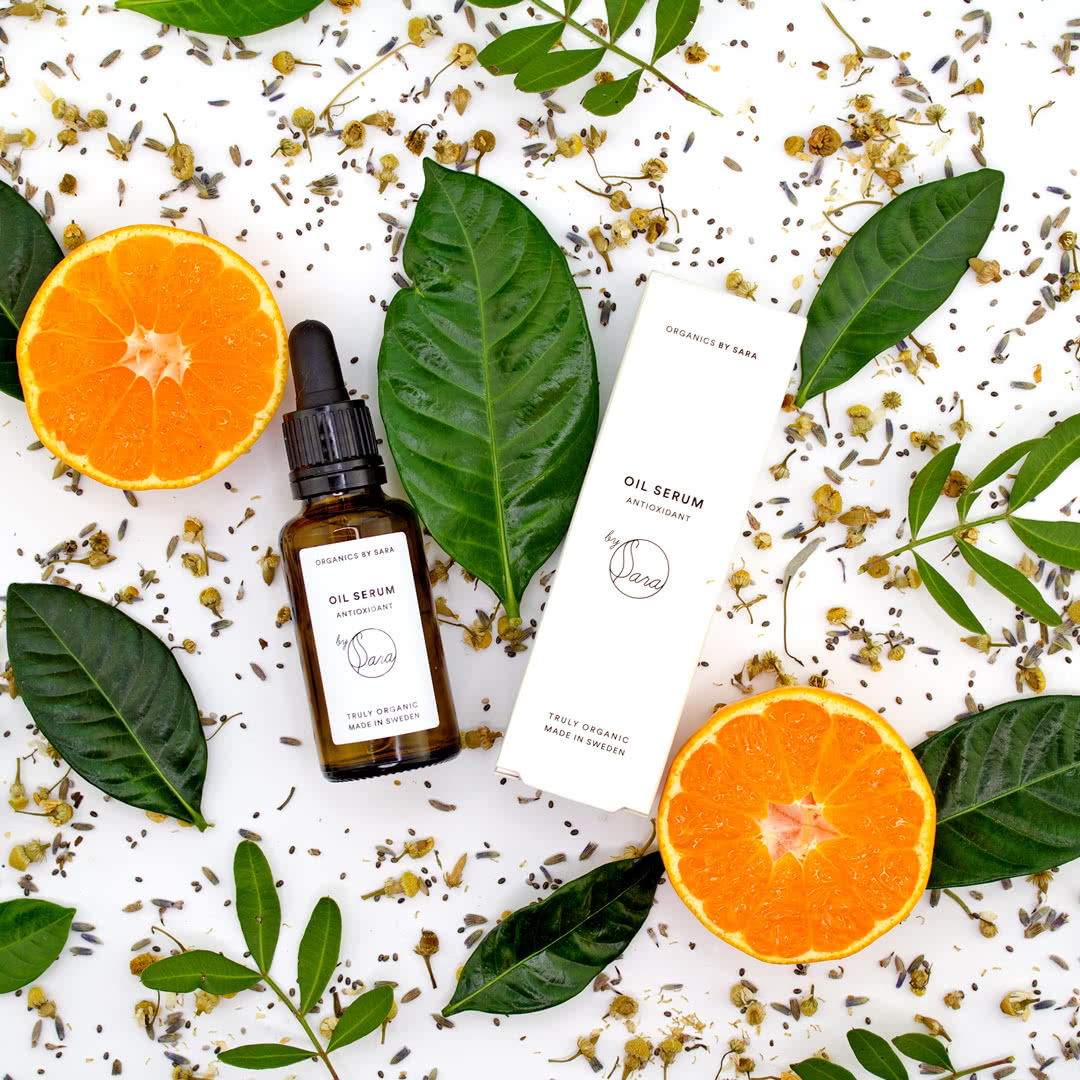 ORGANICS BY SARA
OIL SERUM
ANTIOXIDANT
by Sara
TRULY ORGANIC
MADE IN SWEDEN
ORGANICS BY SARA
OIL SERUM
ANTIOXIDANT
by Sara
TRULY ORGANIC
MADE IN SWEDEN